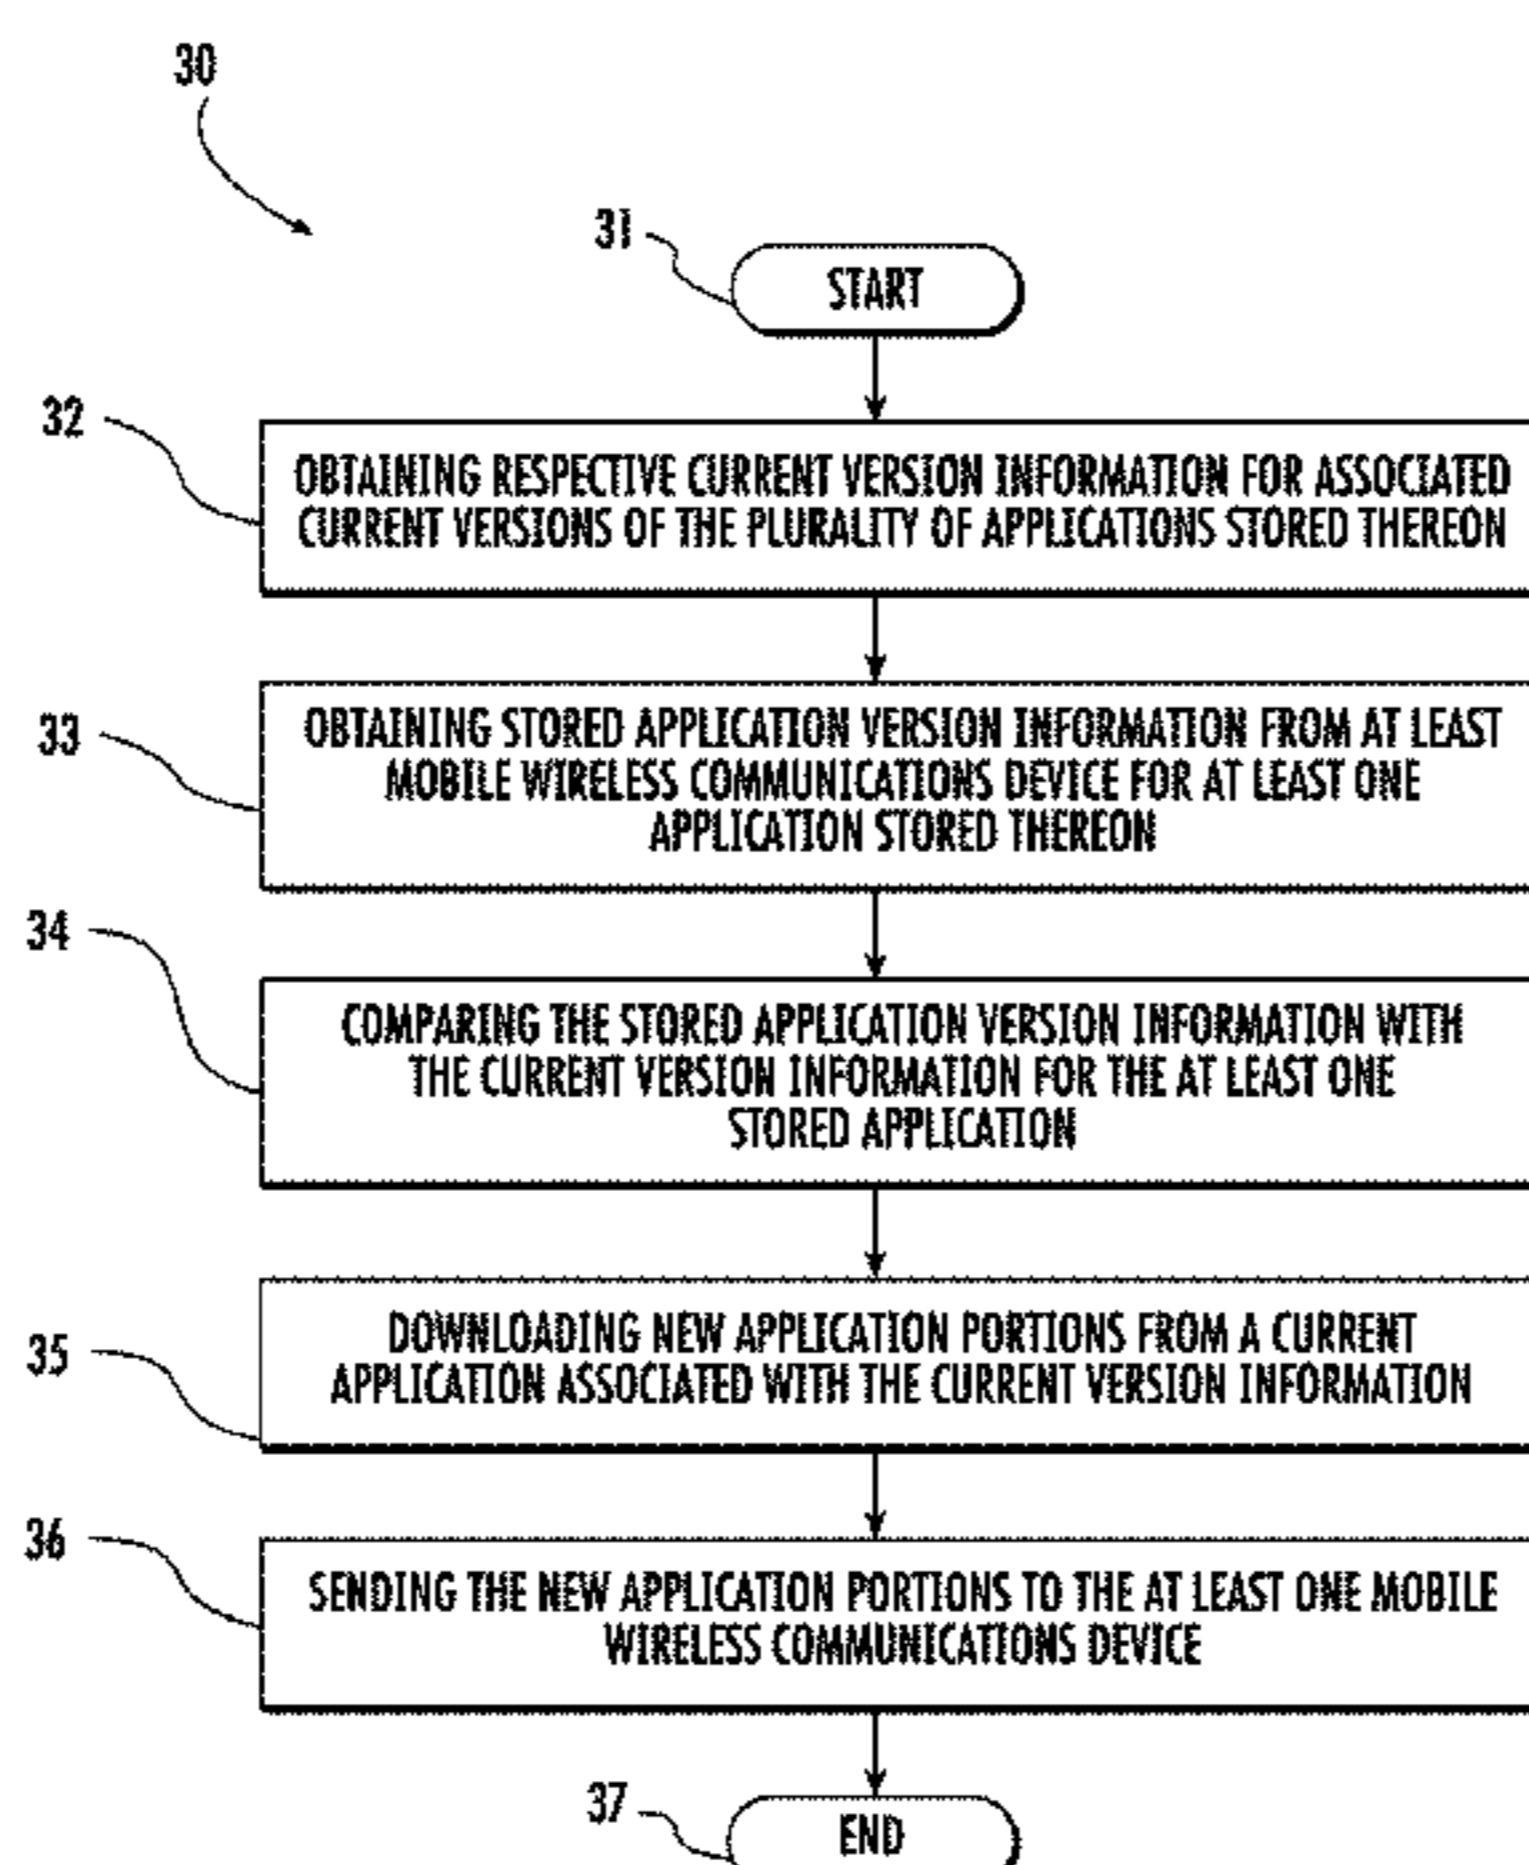 30
31
START
32
OBTAINING RESPECTIVE CURRENT VERSION INFORMATION FOR ASSOCIATED
CURRENT VERSIONS OF THE PLURALITY OF APPLICATIONS STORED THEREON
33
OBTAINING STORED APPLICATION VERSION INFORMATION FROM AT LEAST
MOBILE WIRELESS COMMUNICATIONS DEVICE FOR AT LEAST ONE
APPLICATION STORED THEREON
34
COMPARING THE STORED APPLICATION VERSION INFORMATION WITH
THE CURRENT VERSION INFORMATION FOR THE AT LEAST ONE
STORED APPLICATION
35
DOWNLOADING NEW APPLICATION PORTIONS FROM A CURRENT
APPLICATION ASSOCIATED WITH THE CURRENT VERSION INFORMATION
36
SENDING THE NEW APPLICATION PORTIONS TO THE AT LEAST ONE MOBILE
WIRELESS COMMUNICATIONS DEVICE
37
END